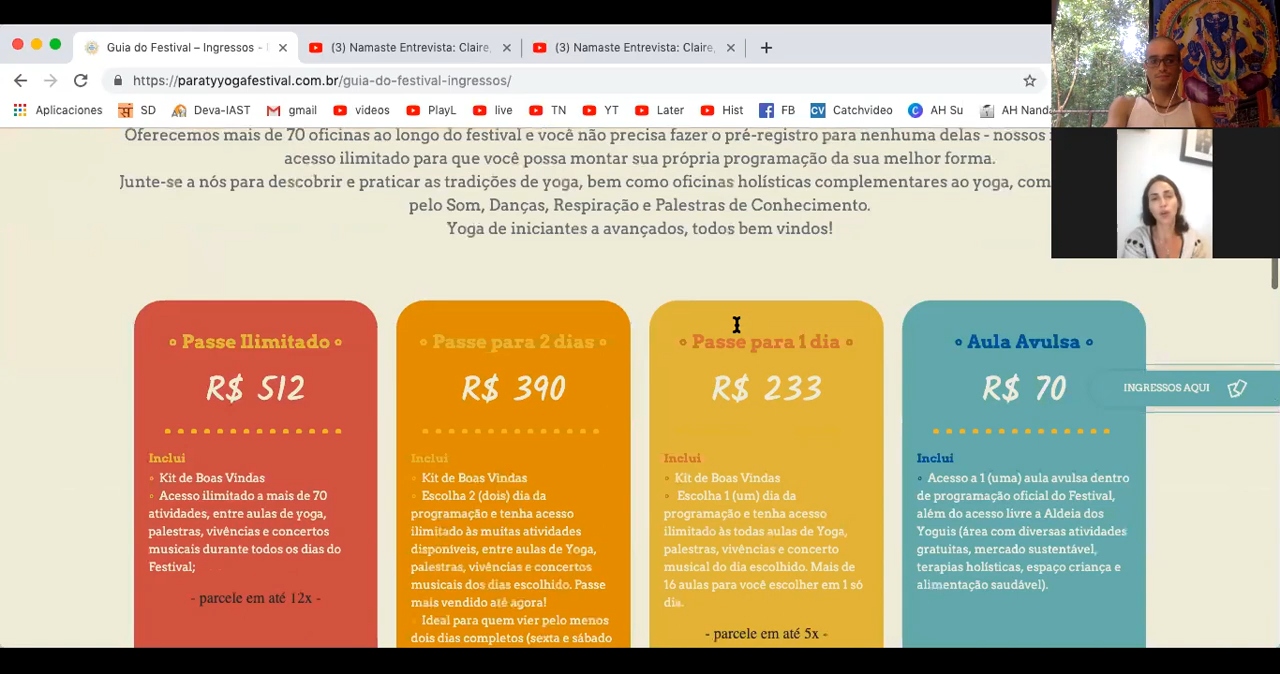 Guia do Festival – Ingressos -
(3) Namaste Entrevista: Claire,
(3) Namaste Entrevista: Claire,
https://paratyyogafestival.com.br/guia-do-festival-ingressos/
Aplicaciones SD Deva-IAST gmail videos PlayL live TN YT Later Hist FB Catchvideo AH Su AH Nanda
Oferecemos mais de 70 oficinas ao longo do festival e você não precisa fazer o pré-registro para nenhuma delas - nossos
acesso ilimitado para que você possa montar sua própria programação da sua melhor forma.
Junte-se a nós para descobrir e praticar as tradições de yoga, bem como oficinas holísticas complementares ao yoga, com
pelo Son, Danças, Respiração e Palestras de Conhecimento.
Yoga de iniciantes a avançados, todos bem vindos!
Passe Ilimitado
R$ 512
Inclui
Kit de Boas Vindas
Acesso ilimitado a mais de 70
atividades, entre aulas de yoga,
palestras, vivências e concertos
musicais durante todos os dias do
Festival;
- parcele em até 12x -
Passe para 2 dias
R$ 390
Inclui
Kit de Boas Vindas
Escolha 2 (dois) dia da
programação e tenha acesso
ilimitado às muitas atividades
disponíveis, entre aulas de Yoga,
palestras, vivências e concertos
musicais dos dias escolhido. Passe
mais vendido até agora!
Ideal para quem vier pelo menos
dois dias completos (sexta e sábado
Passe para 1 dia
R$ 233
Inclui
Kit de Boas Vindas
Escolha 1 (um) dia da
programação e tenha acesso
ilimitado às todas aulas de Yoga,
palestras, vivências e concerto
musical do dia escolhido. Mais de
16 aulas para você escolher em 1 só
dia.
- parcele em até 5x -
Aula Avulsa
R$ 70
Inclui
Acesso a 1 (uma) aula avulsa dentro
de programação oficial do Festival,
além do acesso livre a Aldeia dos
Yoguis (área com diversas atividades
gratuitas, mercado sustentável,
terapias holísticas, espaço criança e
alimentação saudável).
INGRESSOS AQUI